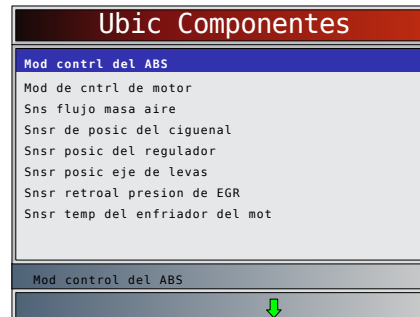 Ubic Componentes
Mod contrl del ABS
Mod de cntrl de motor
Sns flujo masa aire
Snsr de posic del ciguenal
Snsr posic del regulador
Snsr posic eje de levas
Snsr retroal presion de EGR
Snsr temp del enfriador del mot
Mod control del ABS